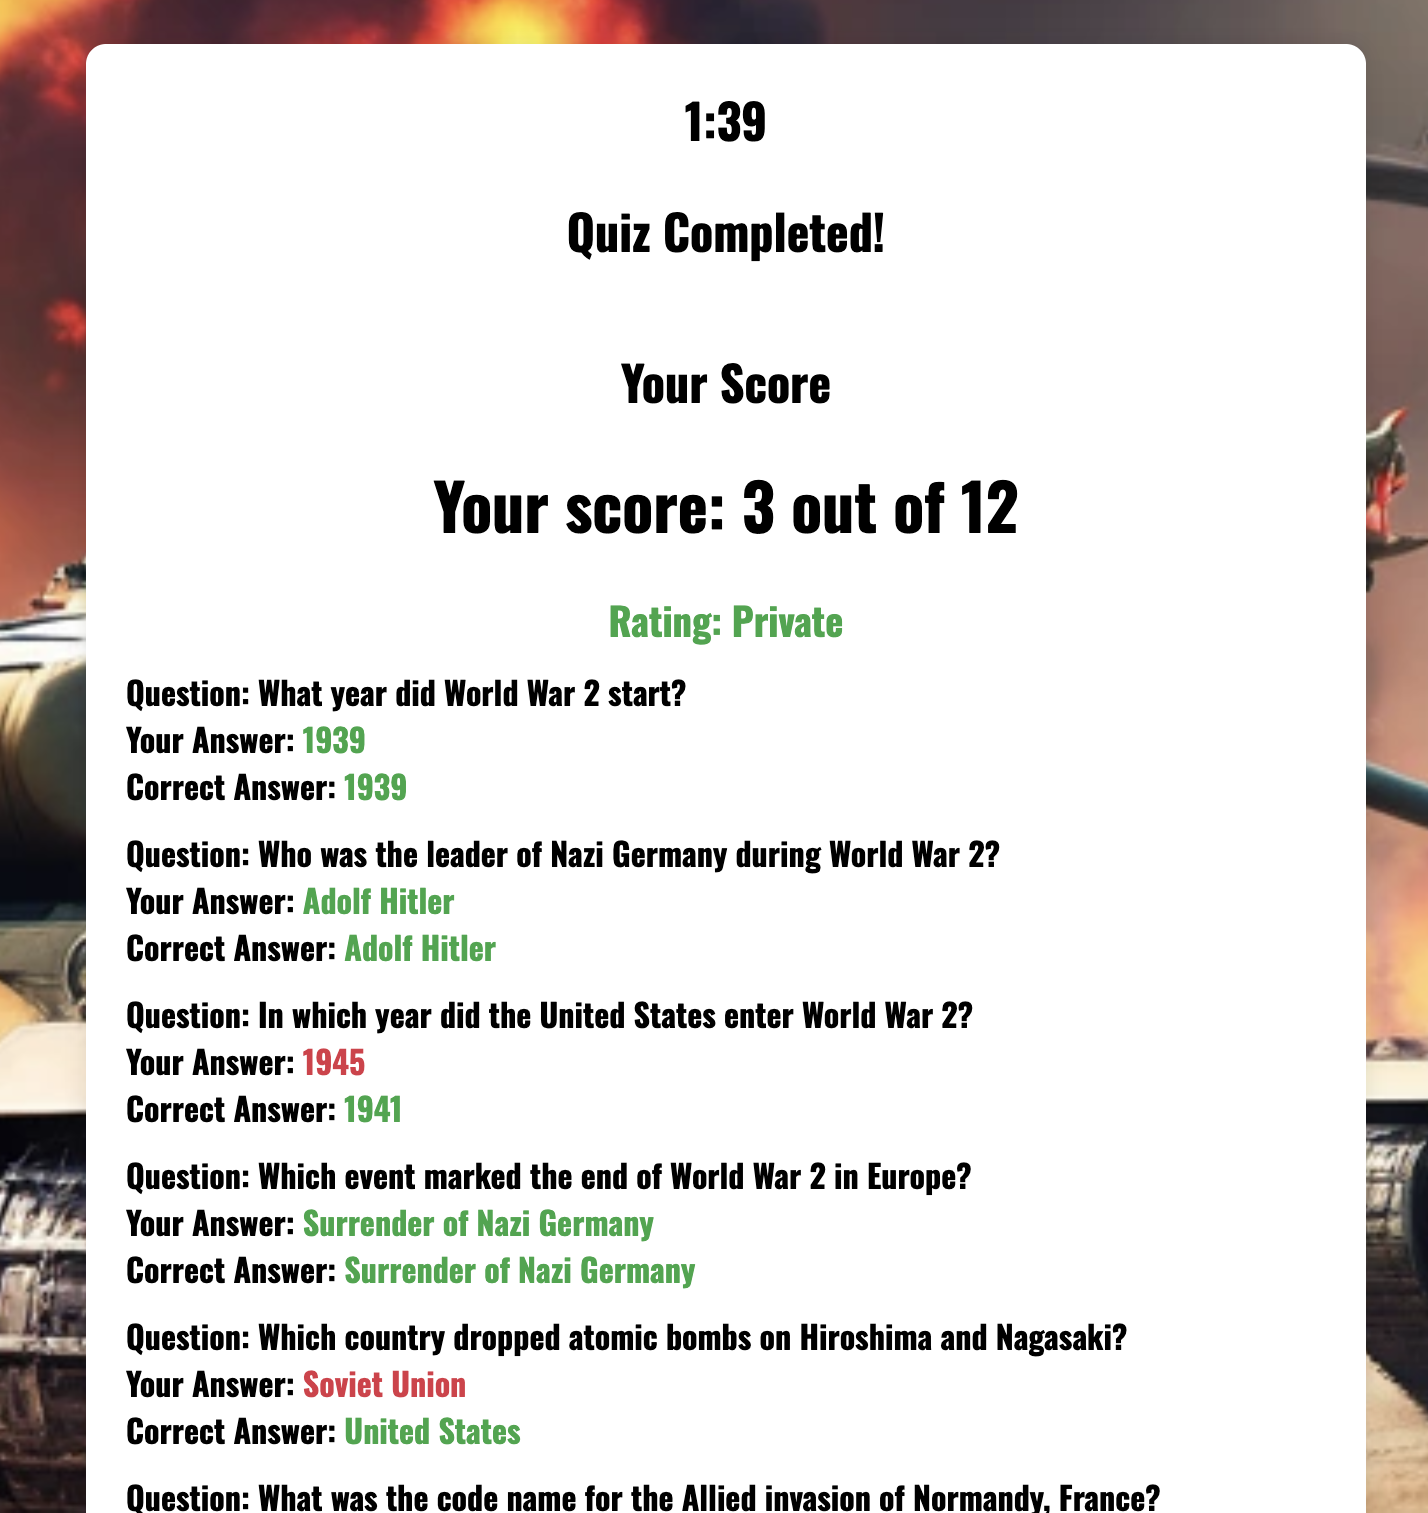 1:39
Quiz Completed!
Your Score
Your score: 3 out of 12
Rating: Private
Question: What year did World War 2 start?
Your Answer: 1939
Correct Answer: 1939
Question: Who was the leader of Nazi Germany during World War 2?
Your Answer: Adolf Hitler
Correct Answer: Adolf Hitler
Question: In which year did the United States enter World War 2?
Your Answer: 1945
Correct Answer: 1941
Question: Which event marked the end of World War 2 in Europe?
Your Answer: Surrender of Nazi Germany
Correct Answer: Surrender of Nazi Germany
Question: Which country dropped atomic bombs on Hiroshima and Nagasaki?
Your Answer: Soviet Union
Correct Answer: United States
Question: What was the code name for the Allied invasion of Normandy, France?